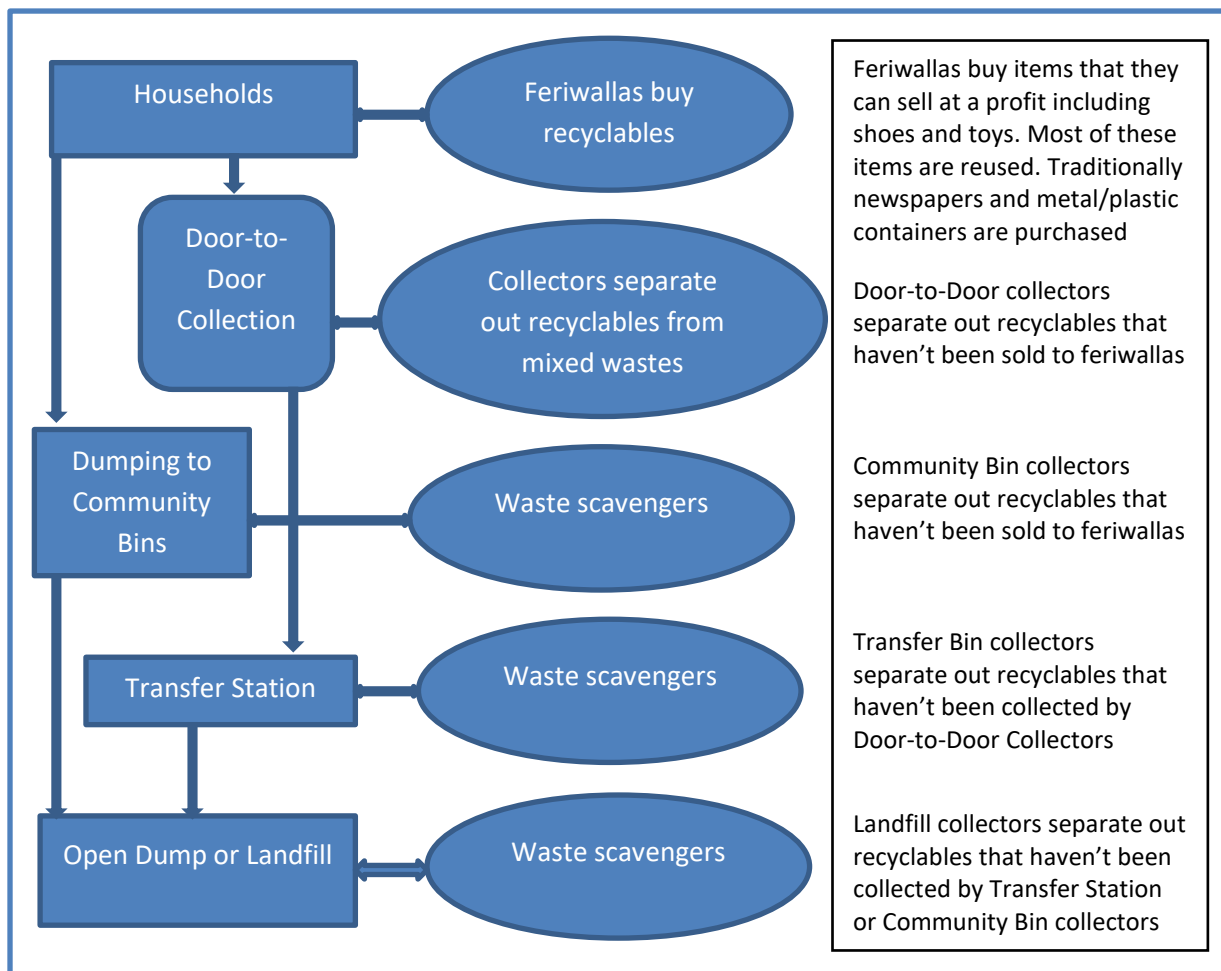 Households
Feriwallas buy
recyclables
Feriwallas buy items that they
can sell at a profit including
shoes and toys. Most of these
items are reused. Traditionally
newspapers and metal/plastic
containers are purchased
Door-to-
Door
Collection
Collectors separate
out recyclables from
mixed wastes
Door-to-Door collectors
separate out recyclables that
haven’t been sold to feriwallas
Dumping to
Community
Bins
Waste scavengers
Community Bin collectors
separate out recyclables that
haven’t been sold to feriwallas
Transfer Station
Waste scavengers
Transfer Bin collectors
separate out recyclables that
haven’t been collected by
Door-to-Door Collectors
Open Dump or Landfill
Waste scavengers
Landfill collectors separate out
recyclables that haven’t been
collected by Transfer Station
or Community Bin collectors